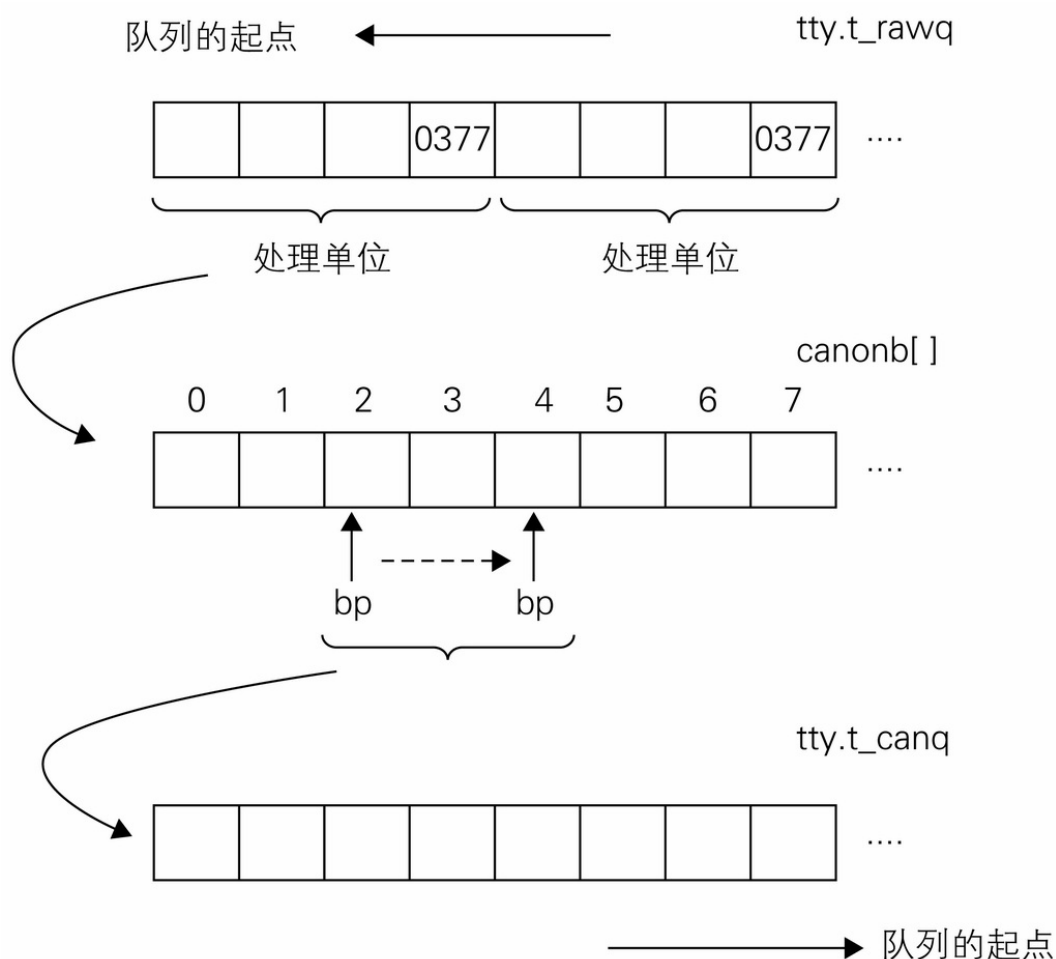 队列的起点 tty.t_rawq
0377 0377 ....
处理单位 处理单位
canonb[ ]
0 1 2 3 4 5 6 7
....
bp bp
tty.t_canq
....
队列的起点